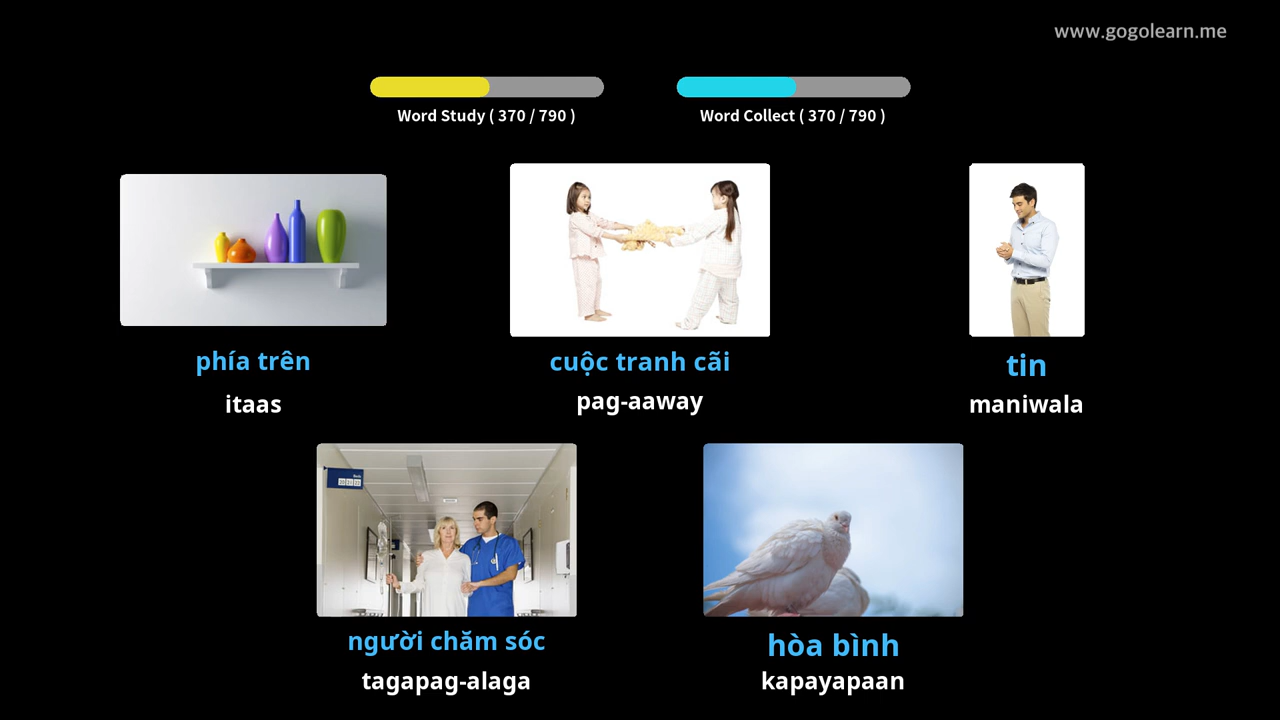 www.gogolearn.me
Word Study ( 370 / 790 )
Word Collect ( 370 / 790 )
phía trên
itaas
cuộc tranh cãi
pag-aaway
tin
maniwala
người chăm sóc
tagapag-alaga
hòa bình
kapayapaan